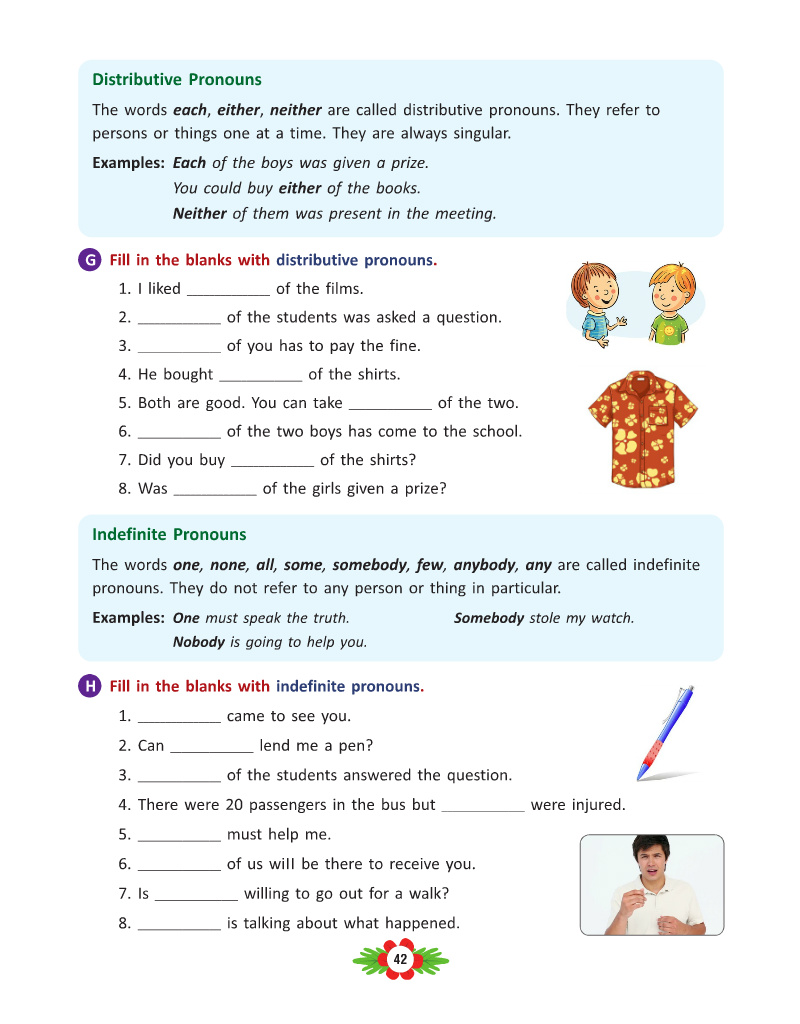 Distributive Pronouns
The words each, either, neither are called distributive pronouns. They refer to
persons or things one at a time. They are always singular.
Examples: Each of the boys was given a prize.
You could buy either of the books.
Neither of them was present in the meeting.
G Fill in the blanks with distributive pronouns.
1. I liked __________ of the films.
2. __________ of the students was asked a question.
3. __________ of you has to pay the fine.
4. He bought __________ of the shirts.
5. Both are good. You can take __________ of the two.
6. __________ of the two boys has come to the school.
7. Did you buy __________ of the shirts?
8. Was __________ of the girls given a prize?
Indefinite Pronouns
The words one, none, all, some, somebody, few, anybody, any are called indefinite
pronouns. They do not refer to any person or thing in particular.
Examples: One must speak the truth. Somebody stole my watch.
Nobody is going to help you.
H Fill in the blanks with indefinite pronouns.
1. __________ came to see you.
2. Can __________ lend me a pen?
3. __________ of the students answered the question.
4. There were 20 passengers in the bus but __________ were injured.
5. __________ must help me.
6. __________ of us will be there to receive you.
7. Is __________ willing to go out for a walk?
8. __________ is talking about what happened.
42